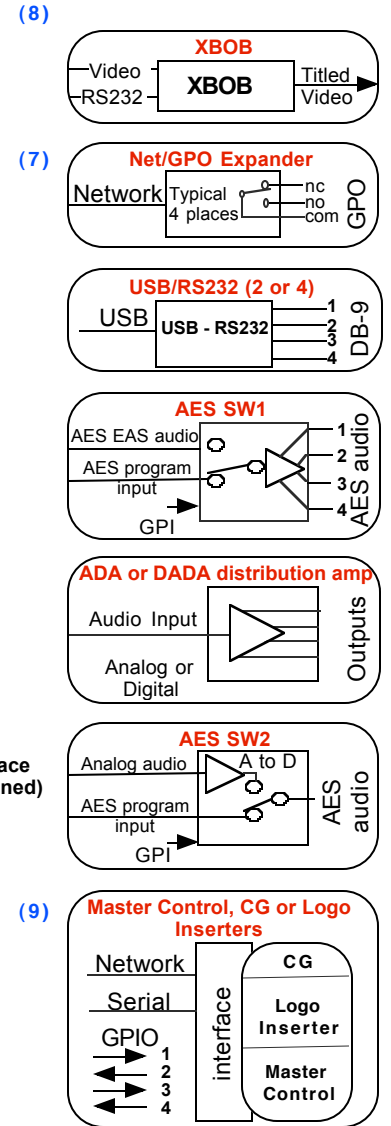 (8)
XBOB
Video
RS232
XBOB
Titled
Video
(7)
Net/GPO Expander
Network
Typical
4 places
nc
no
com
GPO
USB/RS232 (2 or 4)
USB
USB - RS232
1
2
3
4
DB-9
AES SW1
AES EAS audio
AES program
input
GPI
1
2
3
4
AES audio
ADA or DADA distribution amp
Audio Input
Analog or
Digital
Outputs
AES SW2
ace
ned)
Analog audio
A to D
AES program
input
GPI
AES
audio
(9)
Master Control, CG or Logo
Inserters
Network
Serial
GPIO
1
2
3
4
interface
CG
Logo
Inserter
Master
Control